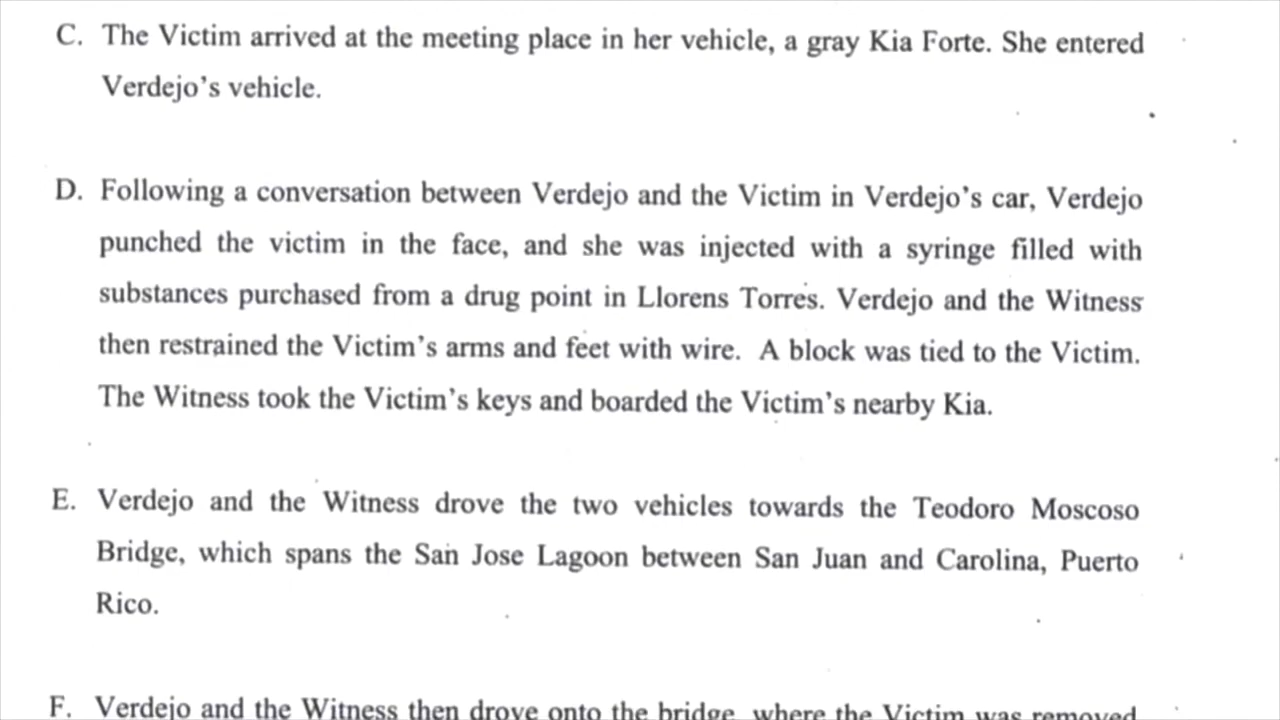 C. The Victim arrived at the meeting place in her vehicle, a gray Kia Forte. She entered
Verdejo's vehicle.
D. Following a conversation between Verdejo and the Victim in Verdejo's car, Verdejo
punched the victim in the face, and she was injected with a syringe filled with
substances purchased from a drug point in Llorens Torres. Verdejo and the Witness
then restrained the Victim's arms and feet with wire. A block was tied to the Victim.
The Witness took the Victim's keys and boarded the Victim's nearby Kia.
E. Verdejo and the Witness drove the two vehicles towards the Teodoro Moscoso
Bridge, which spans the San Jose Lagoon between San Juan and Carolina, Puerto
Rico.
F. Verdejo and the Witness then drove onto the bridge, where the Victim was removed